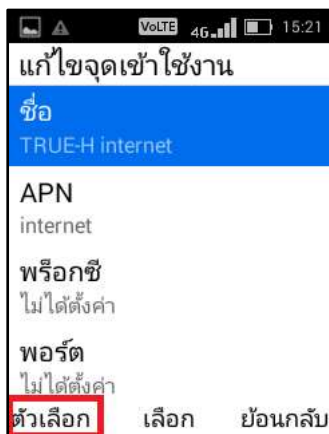 VoLTE 4G 15:21
แก้ไขจุดเข้าใช้งาน
ชื่อ
TRUE-H internet
APN
internet
พร็อกซี
ไม่ได้ตั้งค่า
พอร์ต
ไม่ได้ตั้งค่า
ตัวเลือก เลือก ย้อนกลับ